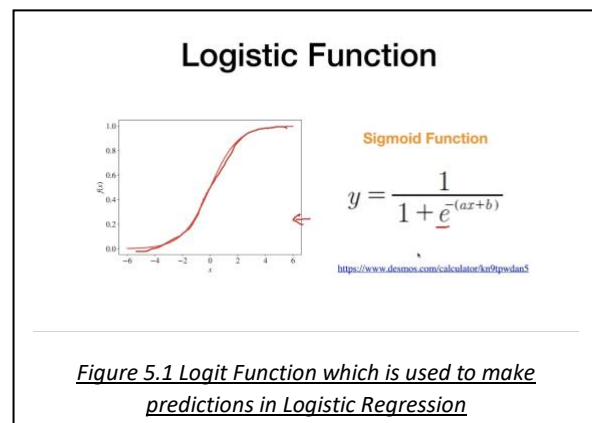 Logistic Function
1.0
0.8
0.6
0.4
0.2
0.0
f(x)
−6 −4 −2 0 2 4 6
x
Sigmoid Function
y = 1 / (1 + e^−(ax+b))
https://www.desmos.com/calculator/kn9tpwdan5
Figure 5.1 Logit Function which is used to make
predictions in Logistic Regression